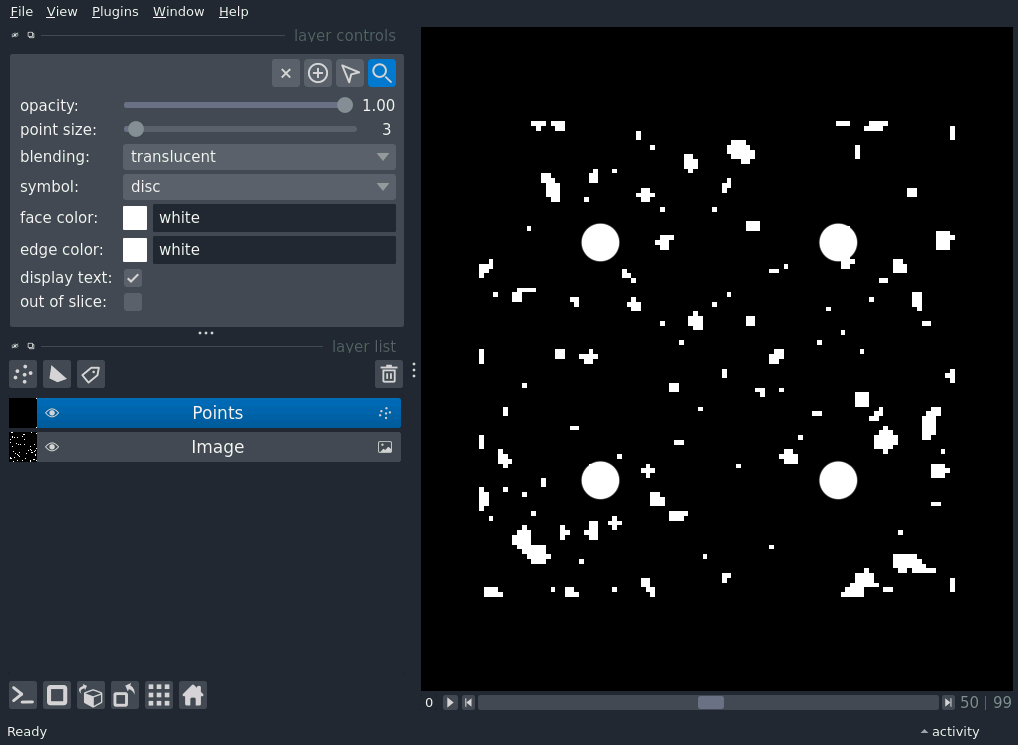 File View Plugins Window Help
layer controls
opacity: 1.00
point size: 3
blending: translucent
symbol: disc
face color: white
edge color: white
display text:
out of slice:
layer list
Points
Image
0 50 | 99
Ready activity